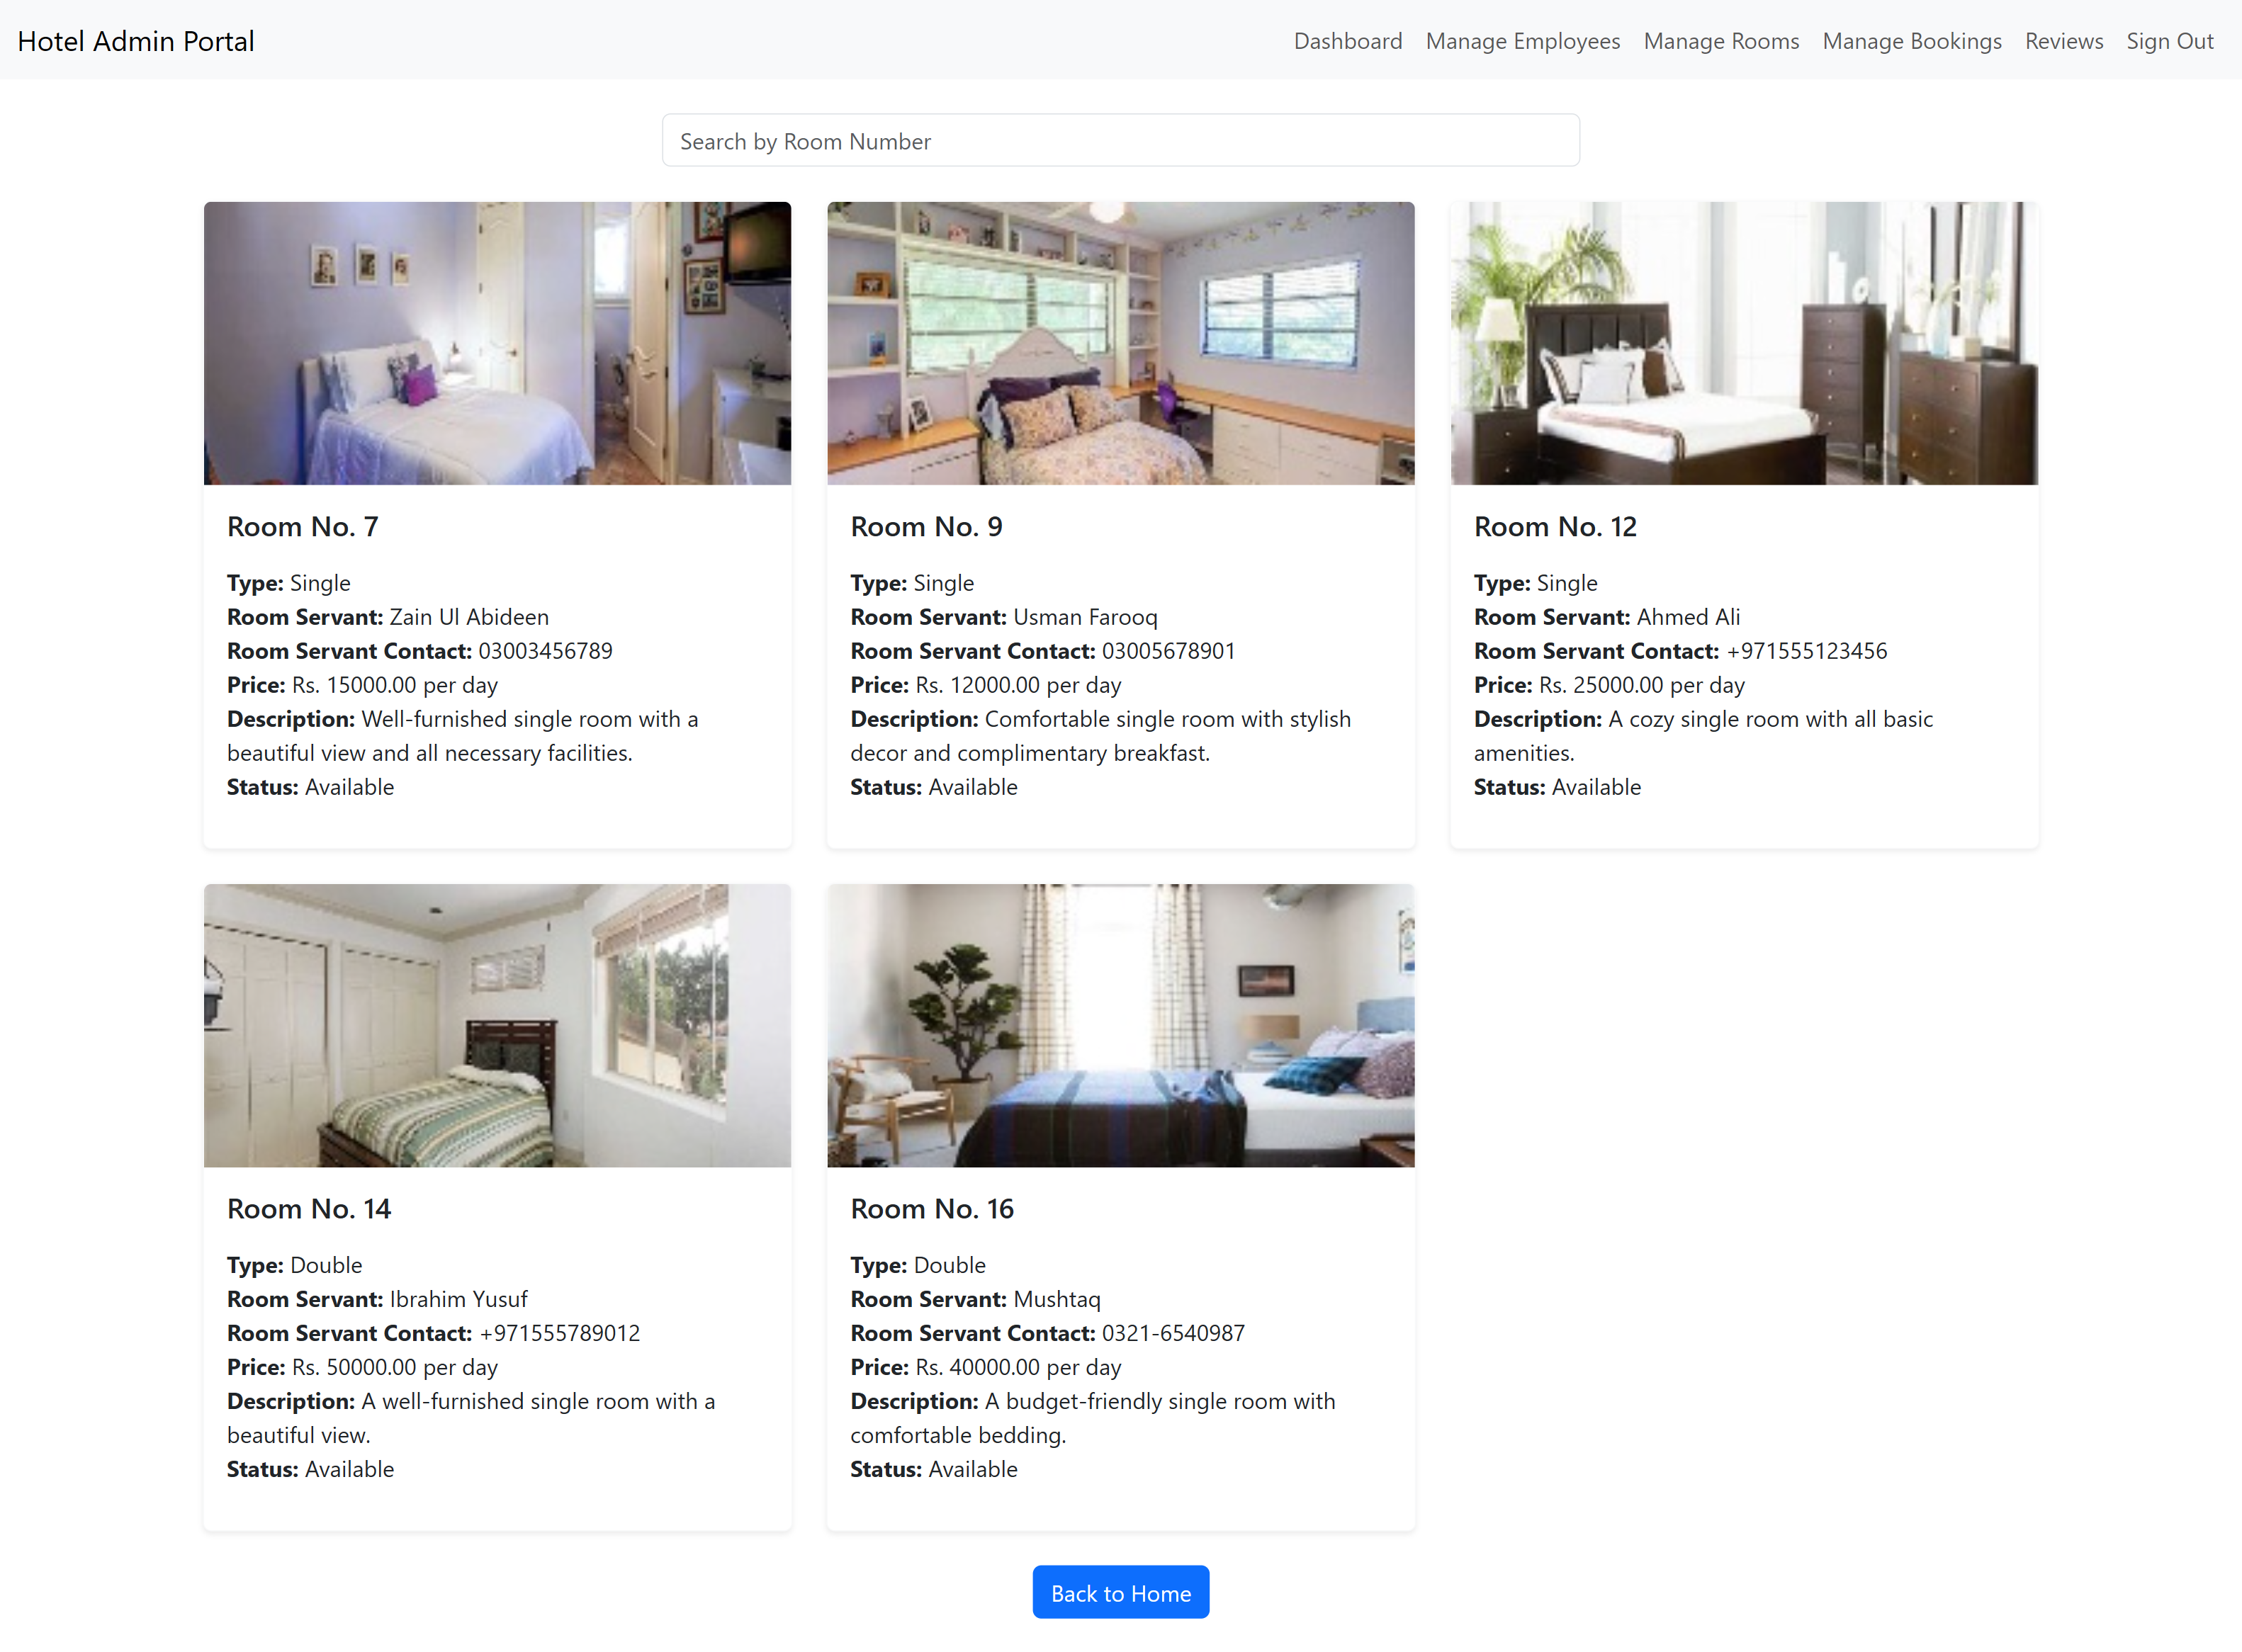 Hotel Admin Portal
Dashboard Manage Employees Manage Rooms Manage Bookings Reviews Sign Out
Search by Room Number
Room No. 7
Type: Single
Room Servant: Zain Ul Abideen
Room Servant Contact: 03003456789
Price: Rs. 15000.00 per day
Description: Well-furnished single room with a
beautiful view and all necessary facilities.
Status: Available
Room No. 9
Type: Single
Room Servant: Usman Farooq
Room Servant Contact: 03005678901
Price: Rs. 12000.00 per day
Description: Comfortable single room with stylish
decor and complimentary breakfast.
Status: Available
Room No. 12
Type: Single
Room Servant: Ahmed Ali
Room Servant Contact: +971555123456
Price: Rs. 25000.00 per day
Description: A cozy single room with all basic
amenities.
Status: Available
Room No. 14
Type: Double
Room Servant: Ibrahim Yusuf
Room Servant Contact: +971555789012
Price: Rs. 50000.00 per day
Description: A well-furnished single room with a
beautiful view.
Status: Available
Room No. 16
Type: Double
Room Servant: Mushtaq
Room Servant Contact: 0321-6540987
Price: Rs. 40000.00 per day
Description: A budget-friendly single room with
comfortable bedding.
Status: Available
Back to Home